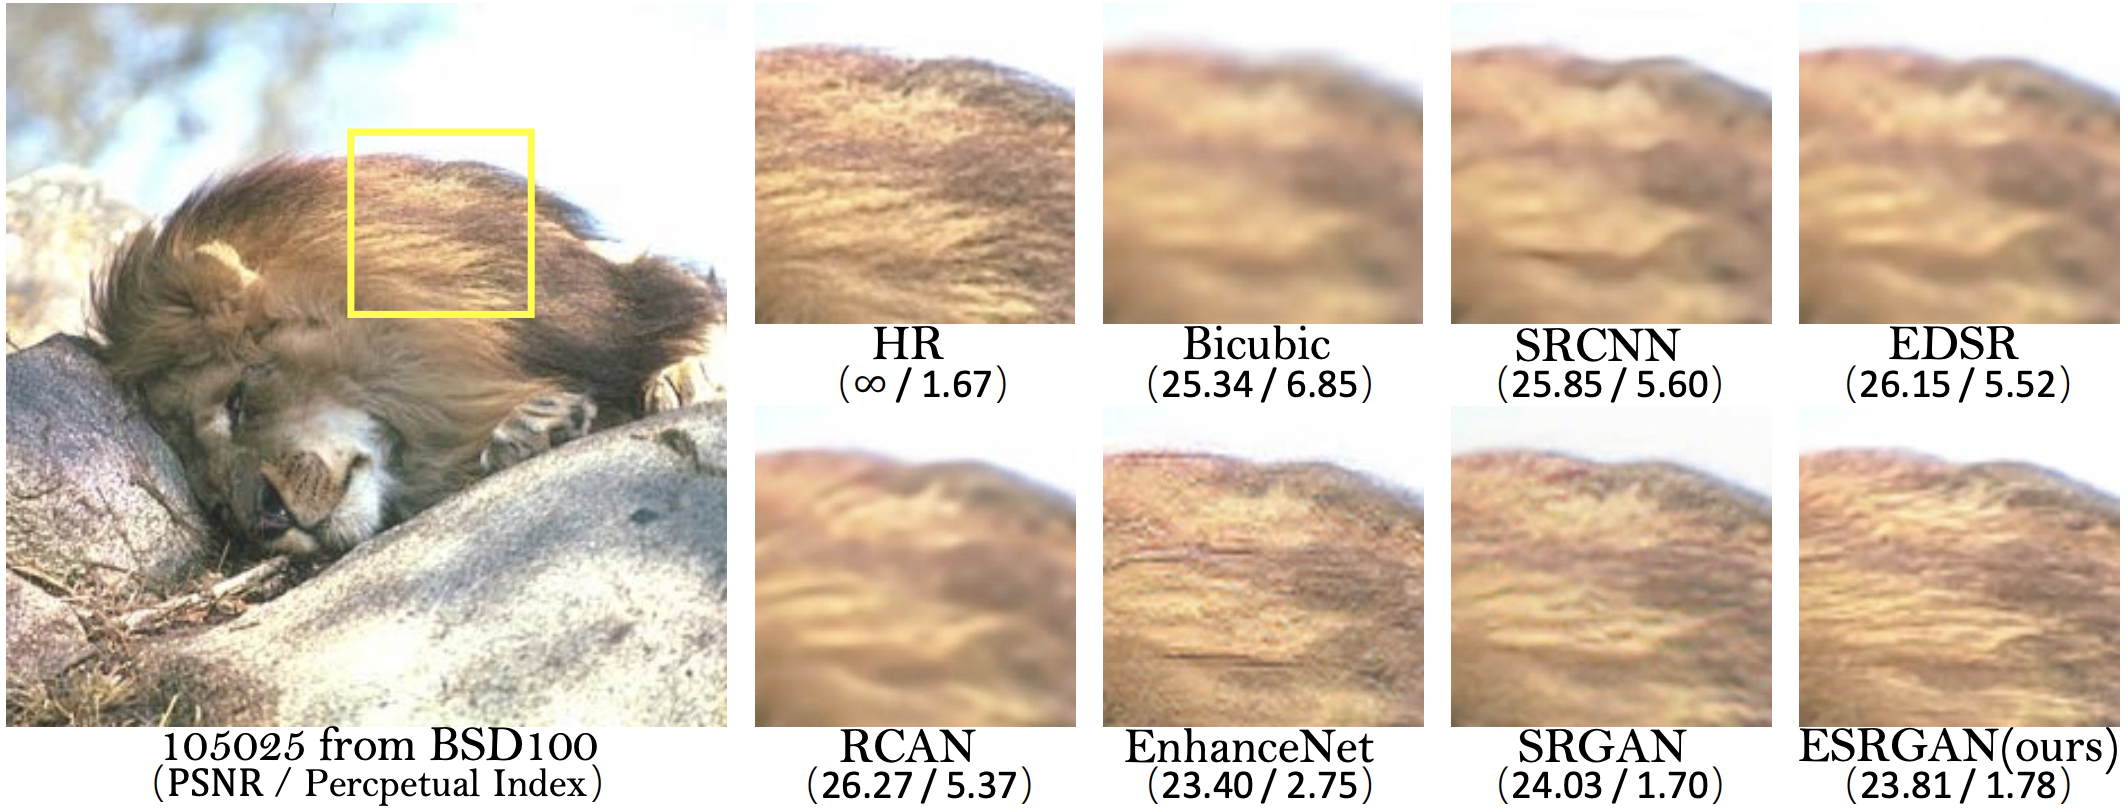 HR
(∞ / 1.67)
Bicubic
(25.34 / 6.85)
SRCNN
(25.85 / 5.60)
EDSR
(26.15 / 5.52)
105025 from BSD100
(PSNR / Percpetual Index)
RCAN
(26.27 / 5.37)
EnhanceNet
(23.40 / 2.75)
SRGAN
(24.03 / 1.70)
ESRGAN(ours)
(23.81 / 1.78)